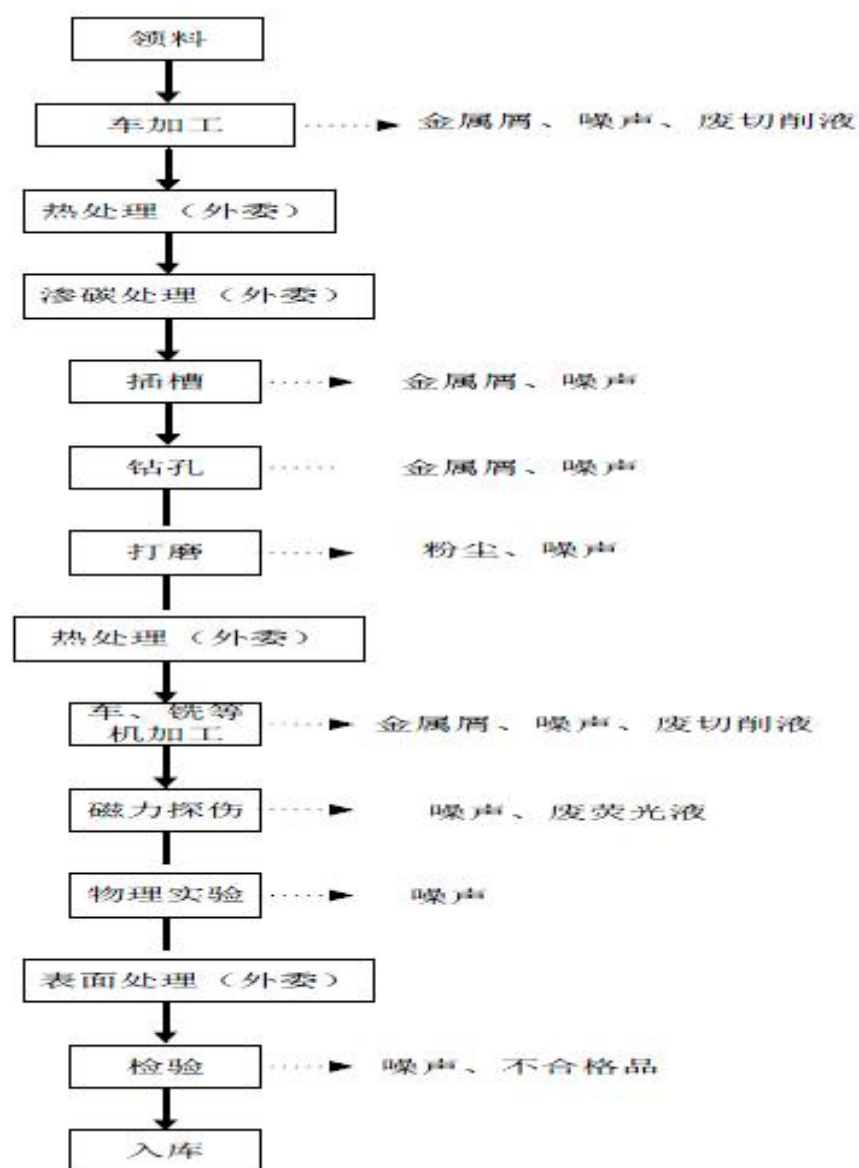 领料
车加工 金属屑、噪声、废切削液
热处理（外委）
渗碳处理（外委）
插槽 金属屑、噪声
钻孔 金属屑、噪声
打磨 粉尘、噪声
热处理（外委）
车、铣等
机加工 金属屑、噪声、废切削液
磁力探伤 噪声、废荧光液
物理实验 噪声
表面处理（外委）
检验 噪声、不合格品
入库